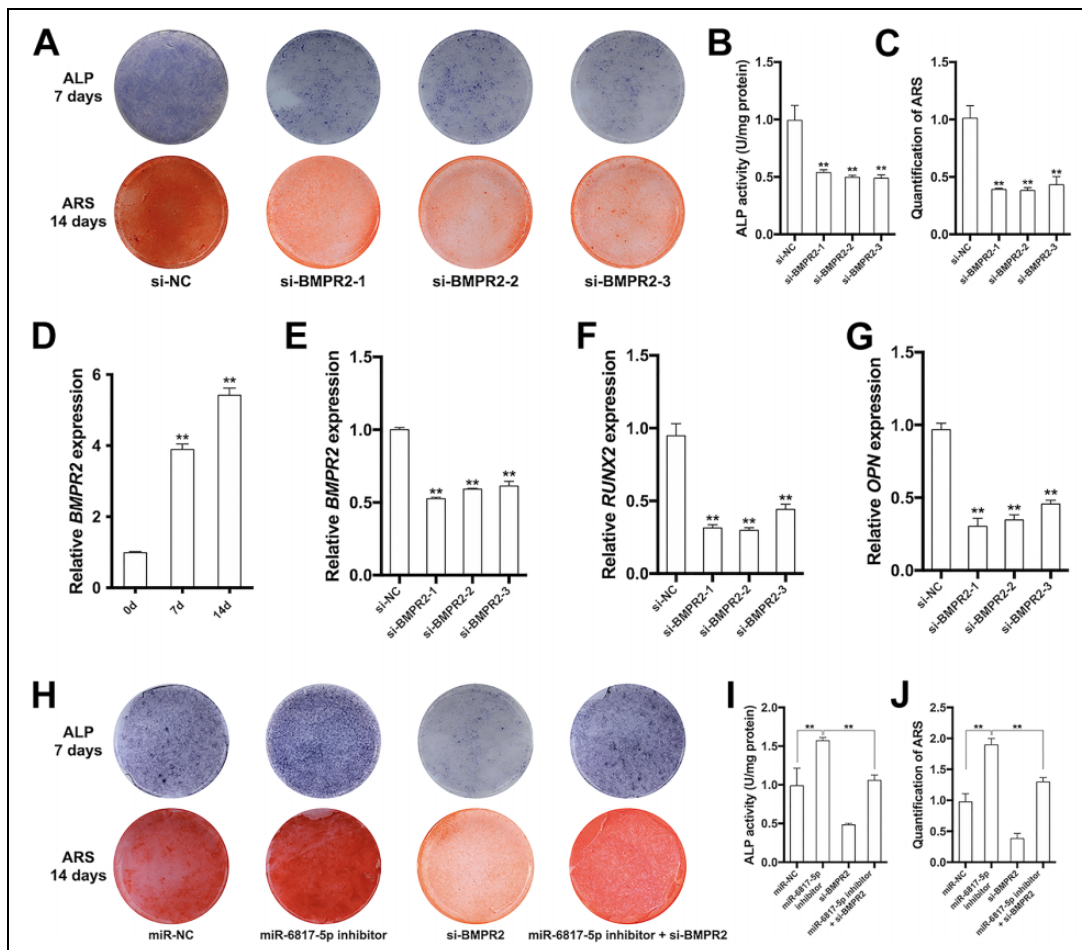 A
ALP
7 days
ARS
14 days
si-NC
si-BMPR2-1
si-BMPR2-2
si-BMPR2-3
B
ALP activity (U/mg protein)
1.5
1.0
0.5
0.0
**
**
**
si-NC
si-BMPR2-1
si-BMPR2-2
si-BMPR2-3
C
Quantification of ARS
1.5
1.0
0.5
0.0
**
**
**
si-NC
si-BMPR2-1
si-BMPR2-2
si-BMPR2-3
D
Relative BMPR2 expression
6
4
2
0
**
**
0d
7d
14d
E
Relative BMPR2 expression
1.5
1.0
0.5
0.0
**
**
**
si-NC
si-BMPR2-1
si-BMPR2-2
si-BMPR2-3
F
Relative RUNX2 expression
1.5
1.0
0.5
0.0
**
**
**
si-NC
si-BMPR2-1
si-BMPR2-2
si-BMPR2-3
G
Relative OPN expression
1.5
1.0
0.5
0.0
**
**
**
si-NC
si-BMPR2-1
si-BMPR2-2
si-BMPR2-3
H
ALP
7 days
ARS
14 days
miR-NC
miR-6817-5p inhibitor
si-BMPR2
miR-6817-5p inhibitor + si-BMPR2
I
ALP activity (U/mg protein)
2.0
1.5
1.0
0.5
0.0
**
**
miR-NC
miR-6817-5p
inhibitor
si-BMPR2
miR-6817-5p inhibitor
+ si-BMPR2
J
Quantification of ARS
2.5
2.0
1.5
1.0
0.5
0.0
**
**
miR-NC
miR-6817-5p
inhibitor
si-BMPR2
miR-6817-5p inhibitor
+ si-BMPR2